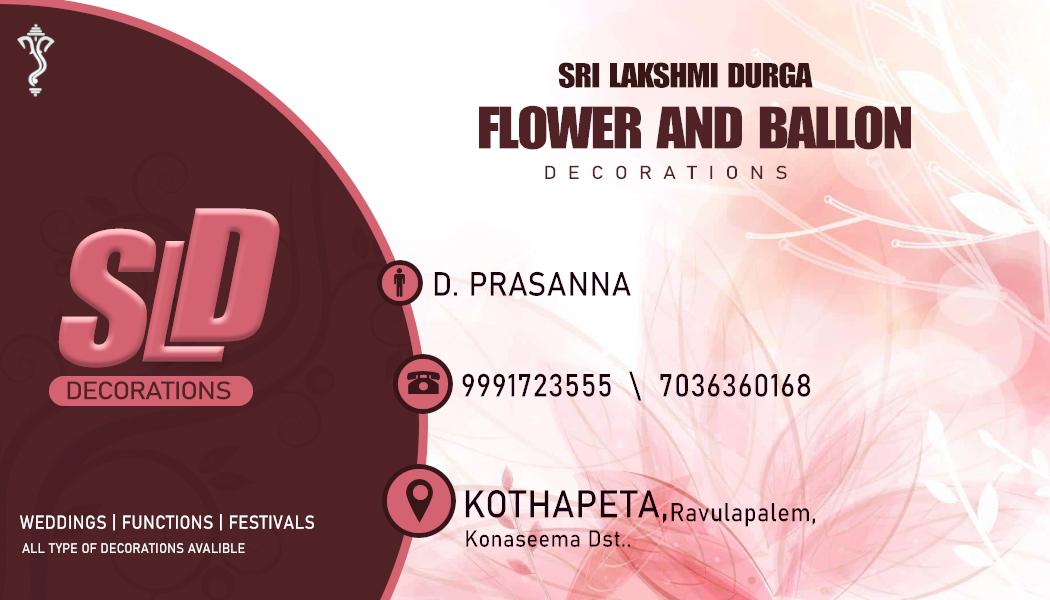 SRI LAKSHMI DURGA
FLOWER AND BALLON
DECORATIONS
SLD
DECORATIONS
D. PRASANNA
9991723555 \ 7036360168
KOTHAPETA,Ravulapalem,
Konaseema Dst..
WEDDINGS | FUNCTIONS | FESTIVALS
ALL TYPE OF DECORATIONS AVALIBLE